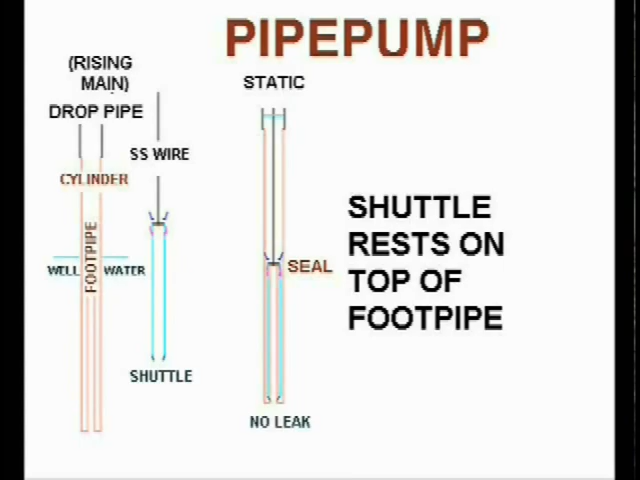 PIPEPUMP
(RISING
MAIN)
DROP PIPE
SS WIRE
CYLINDER
FOOTPIPE
WELL WATER
SHUTTLE
STATIC
SEAL
NO LEAK
SHUTTLE
RESTS ON
TOP OF
FOOTPIPE